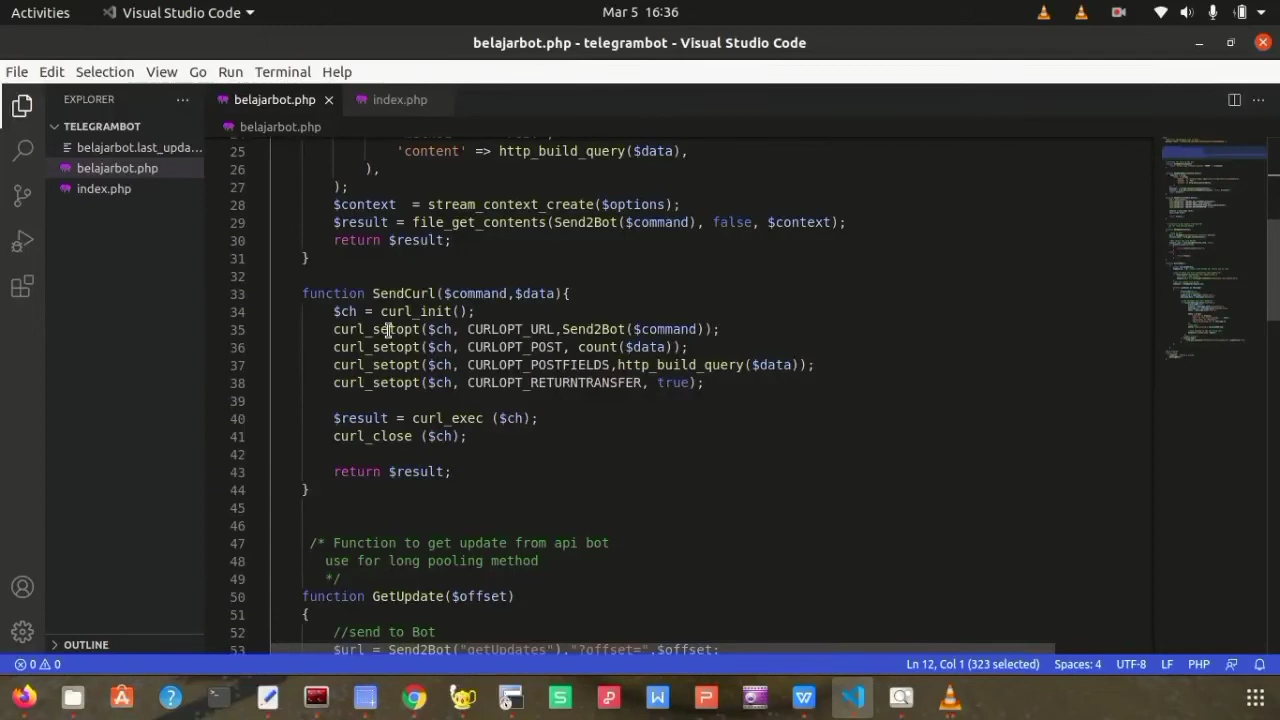 Activities
Visual Studio Code
Mar 5 16:36
belajarbot.php - telegrambot - Visual Studio Code
File Edit Selection View Go Run Terminal Help
EXPLORER
belajarbot.php
index.php
TELEGRAMBOT
belajarbot.php
belajarbot.last_upda...
belajarbot.php
index.php
25 'content' => http_build_query($data),
26 ),
27 );
28 $context  = stream_context_create($options);
29 $result = file_get_contents(Send2Bot($command), false, $context);
30 return $result;
31 }
32
33 function SendCurl($command,$data){
34 $ch = curl_init();
35 curl_setopt($ch, CURLOPT_URL,Send2Bot($command));
36 curl_setopt($ch, CURLOPT_POST, count($data));
37 curl_setopt($ch, CURLOPT_POSTFIELDS,http_build_query($data));
38 curl_setopt($ch, CURLOPT_RETURNTRANSFER, true);
39
40 $result = curl_exec ($ch);
41 curl_close ($ch);
42
43 return $result;
44 }
45
46
47 /* Function to get update from api bot
48 use for long pooling method
49 */
50 function GetUpdate($offset)
51 {
52 //send to Bot
53 $url = Send2Bot("getUpdates")."?offset=".$offset;
OUTLINE
0 0
Ln 12, Col 1 (323 selected)
Spaces: 4
UTF-8
LF
PHP